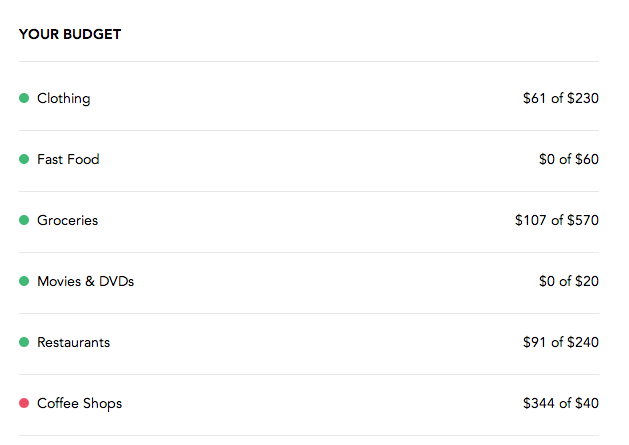 YOUR BUDGET
Clothing $61 of $230
Fast Food $0 of $60
Groceries $107 of $570
Movies & DVDs $0 of $20
Restaurants $91 of $240
Coffee Shops $344 of $40